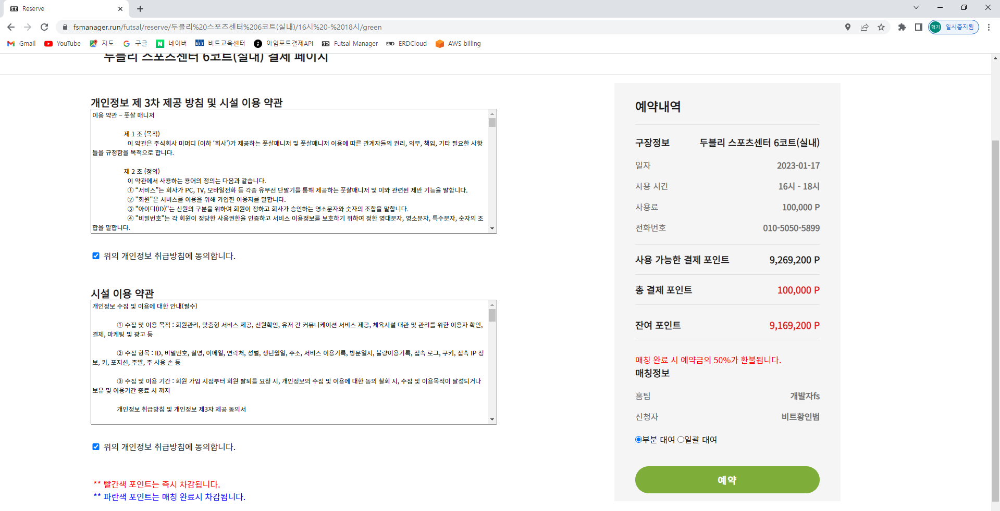 Reserve
fsmanager.run/futsal/reserve/두블리%20스포츠센터%206코트(실내)/16시%20-%2018시/green
혁기 일시중지됨
Gmail YouTube 지도 구글 네이버 비트교육센터 아임포트결제API Futsal Manager ERD ERDCloud AWS billing
두블리 스포츠센터 6코트(실내) 결제 페이지
개인정보 제 3차 제공 방침 및 시설 이용 약관
이용 약관 – 풋살 매니저
제 1 조 (목적)
이 약관은 주식회사 미머디 (이하 ‘회사’)가 제공하는 풋살매니저 및 풋살매니저 이용에 따른 관계자들의 권리, 의무, 책임, 기타 필요한 사항
들을 규정함을 목적으로 합니다.
제 2 조 (정의)
이 약관에서 사용하는 용어의 정의는 다음과 같습니다.
① “서비스”는 회사가 PC, TV, 모바일전화 등 각종 유무선 단말기를 통해 제공하는 풋살매니저 및 이와 관련된 제반 기능을 말합니다.
② "회원"은 서비스를 이용을 위해 가입한 이용자를 말합니다.
③ "아이디(ID)"는 신원의 구분을 위하여 회원이 정하고 회사가 승인하는 영소문자와 숫자의 조합을 말합니다.
④ "비밀번호"는 각 회원이 정당한 사용권한을 인증하고 서비스 이용정보를 보호하기 위하여 정한 영대문자, 영소문자, 특수문자, 숫자의 조
합을 말합니다.
위의 개인정보 취급방침에 동의합니다.
시설 이용 약관
개인정보 수집 및 이용에 대한 안내(필수)
① 수집 및 이용 목적 : 회원관리, 맞춤형 서비스 제공, 신원확인, 유저 간 커뮤니케이션 서비스 제공, 체육시설 대관 및 관리를 위한 이용자 확인,
결제, 마케팅 및 광고 등
② 수집 항목 : ID, 비밀번호, 실명, 이메일, 연락처, 성별, 생년월일, 주소, 서비스 이용기록, 방문일시, 불량이용기록, 접속 로그, 쿠키, 접속 IP 정
보, 키, 포지션, 주발, 주 사용 손 등
③ 수집 및 이용 기간 : 회원 가입 시점부터 회원 탈퇴를 요청 시, 개인정보의 수집 및 이용에 대한 동의 철회 시, 수집 및 이용목적이 달성되거나
보유 및 이용기간 종료 시 까지
개인정보 취급방침 및 개인정보 제3자 제공 동의서
위의 개인정보 취급방침에 동의합니다.
** 빨간색 포인트는 즉시 차감됩니다.
** 파란색 포인트는 매칭 완료시 차감됩니다.
예약내역
구장정보 두블리 스포츠센터 6코트(실내)
일자 2023-01-17
사용 시간 16시 - 18시
사용료 100,000 P
전화번호 010-5050-5899
사용 가능한 결제 포인트 9,269,200 P
총 결제 포인트 100,000 P
잔여 포인트 9,169,200 P
매칭 완료 시 예약금의 50%가 환불됩니다.
매칭정보
홈팀 개발자fs
신청자 비트황인범
부분 대여 일괄 대여
예약